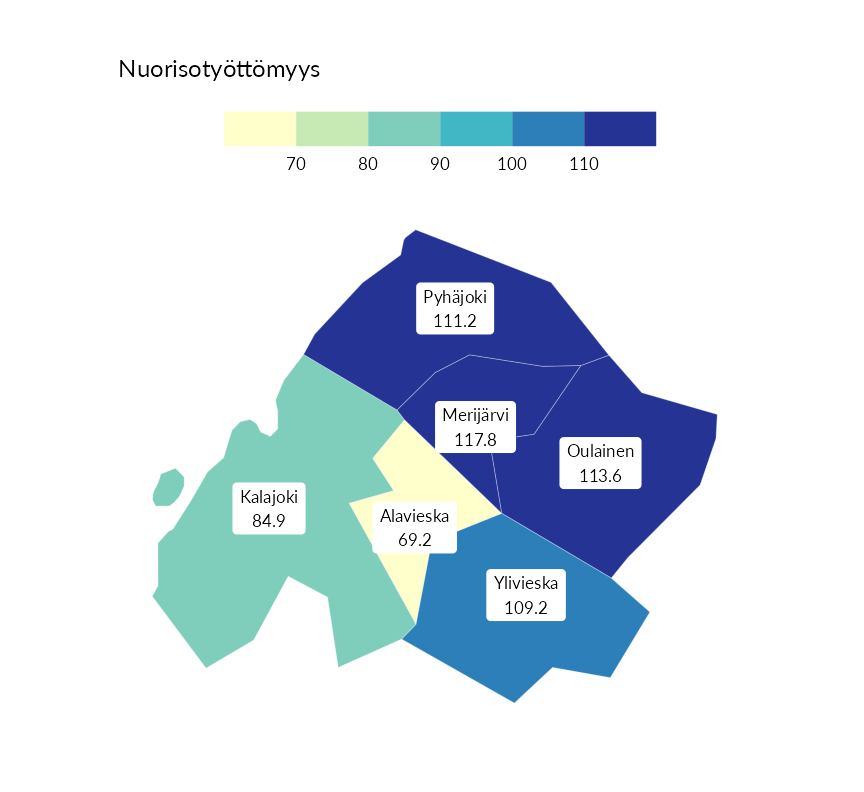 Nuorisotyöttömyys
70 80 90 100 110
Pyhäjoki
111.2
Merijärvi
117.8
Oulainen
113.6
Kalajoki
84.9
Alavieska
69.2
Ylivieska
109.2